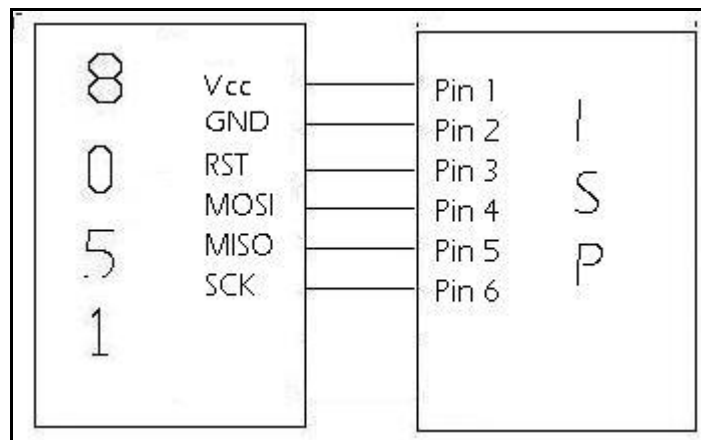 8
0
5
1
Vcc
GND
RST
MOSI
MISO
SCK
Pin 1
Pin 2
Pin 3
Pin 4
Pin 5
Pin 6
I
S
P